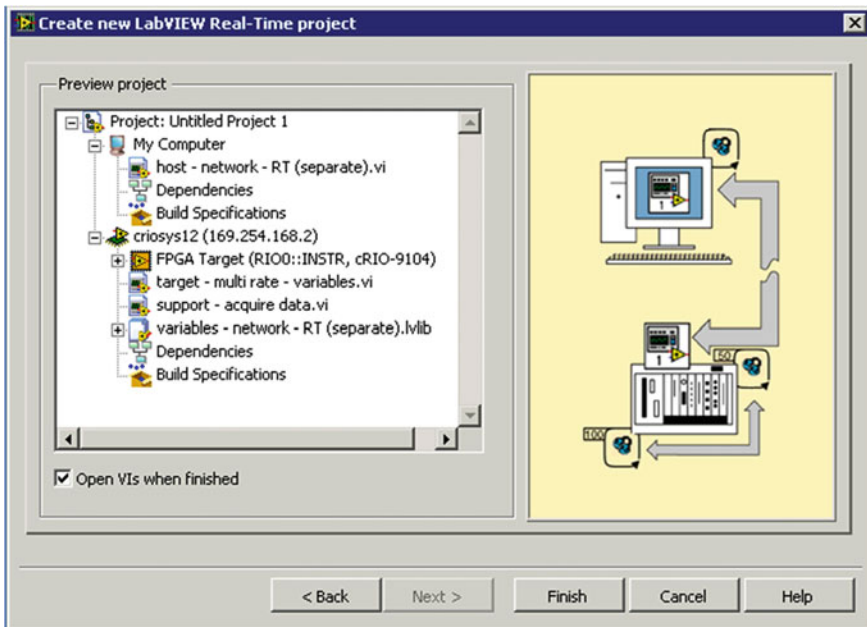 Create new LabVIEW Real-Time project
Preview project
Project: Untitled Project 1
My Computer
host - network - RT (separate).vi
Dependencies
Build Specifications
criosys12 (169.254.168.2)
FPGA Target (RIO0::INSTR, cRIO-9104)
target - multi rate - variables.vi
support - acquire data.vi
variables - network - RT (separate).lvlib
Dependencies
Build Specifications
Open VIs when finished
1
1
50
100
< Back Next > Finish Cancel Help